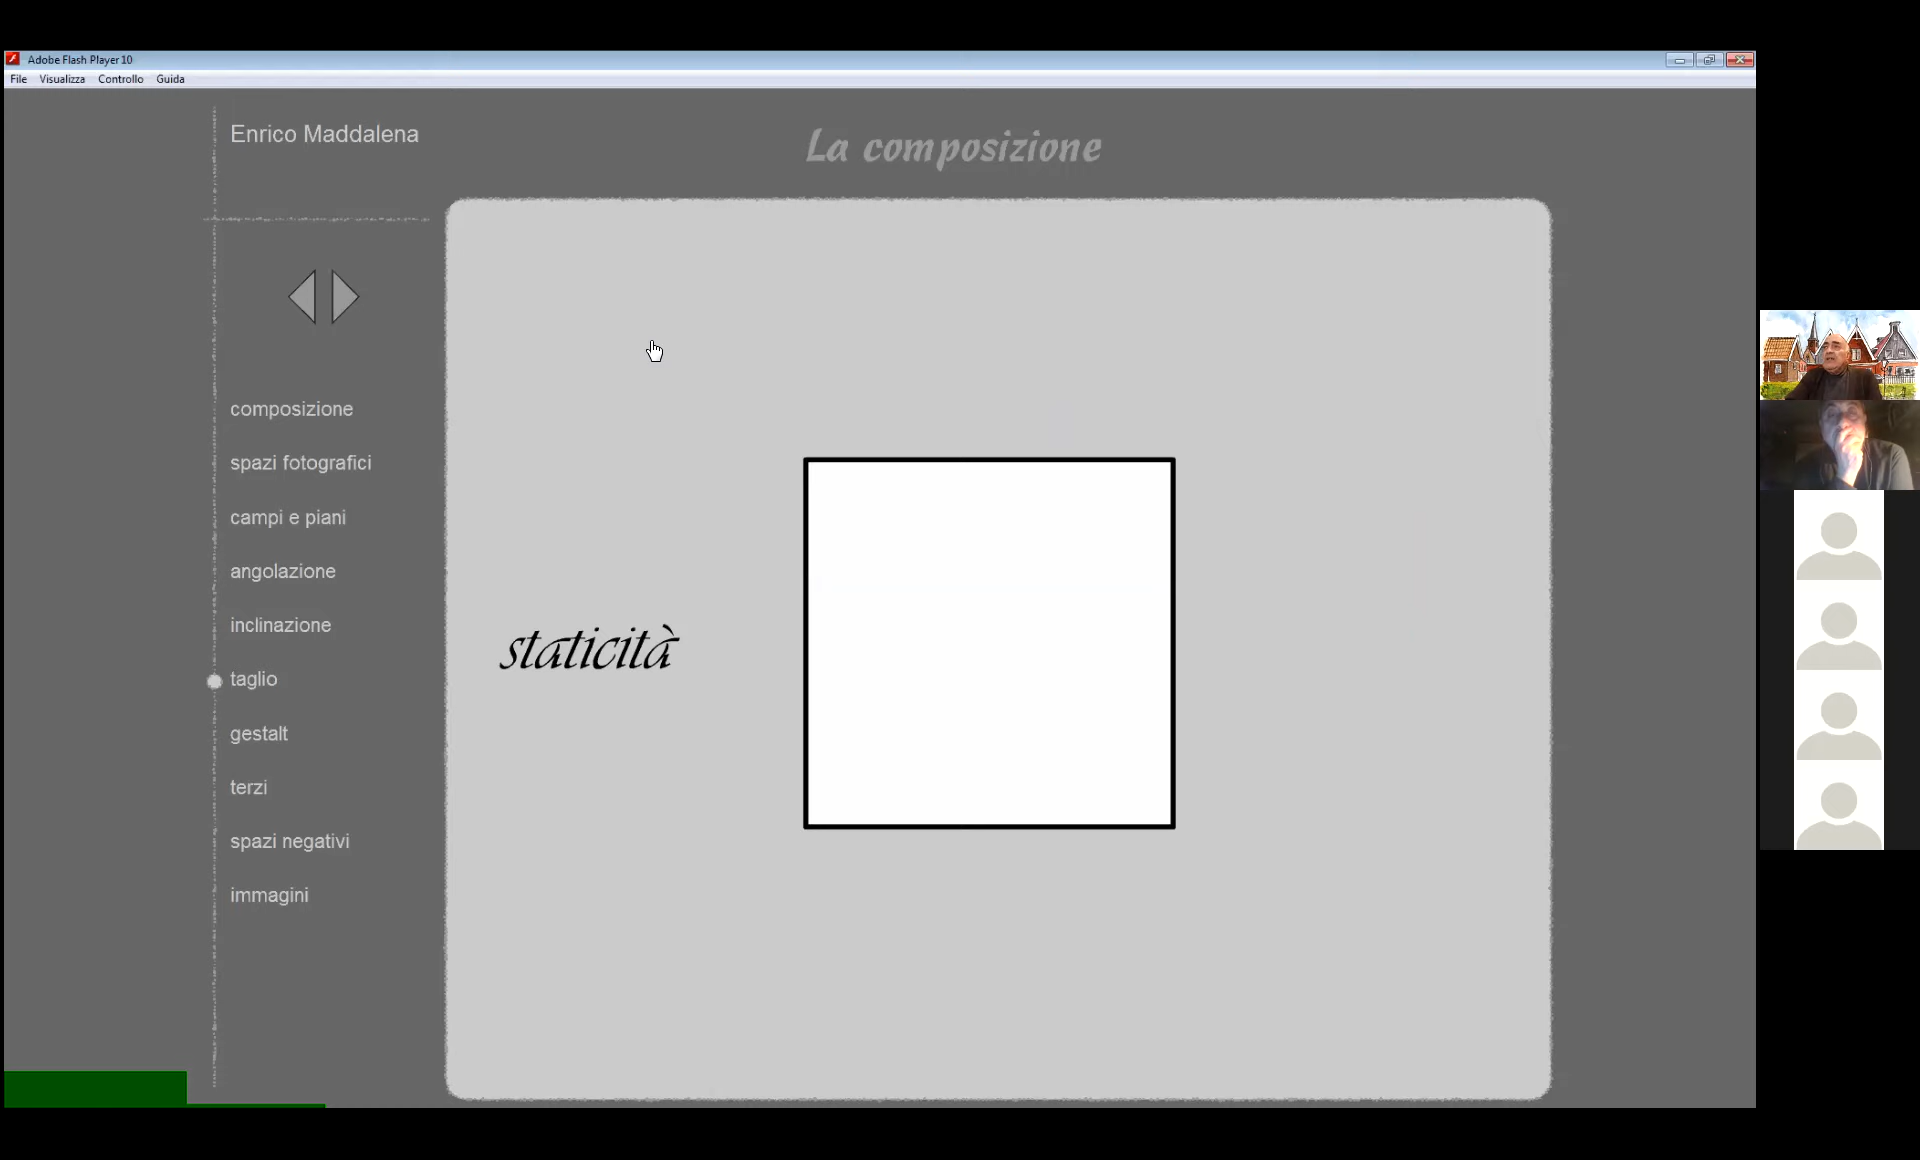 Adobe Flash Player 10
File Visualizza Controllo Guida
Enrico Maddalena
La composizione
composizione
spazi fotografici
campi e piani
angolazione
inclinazione
staticità
taglio
gestalt
terzi
spazi negativi
immagini